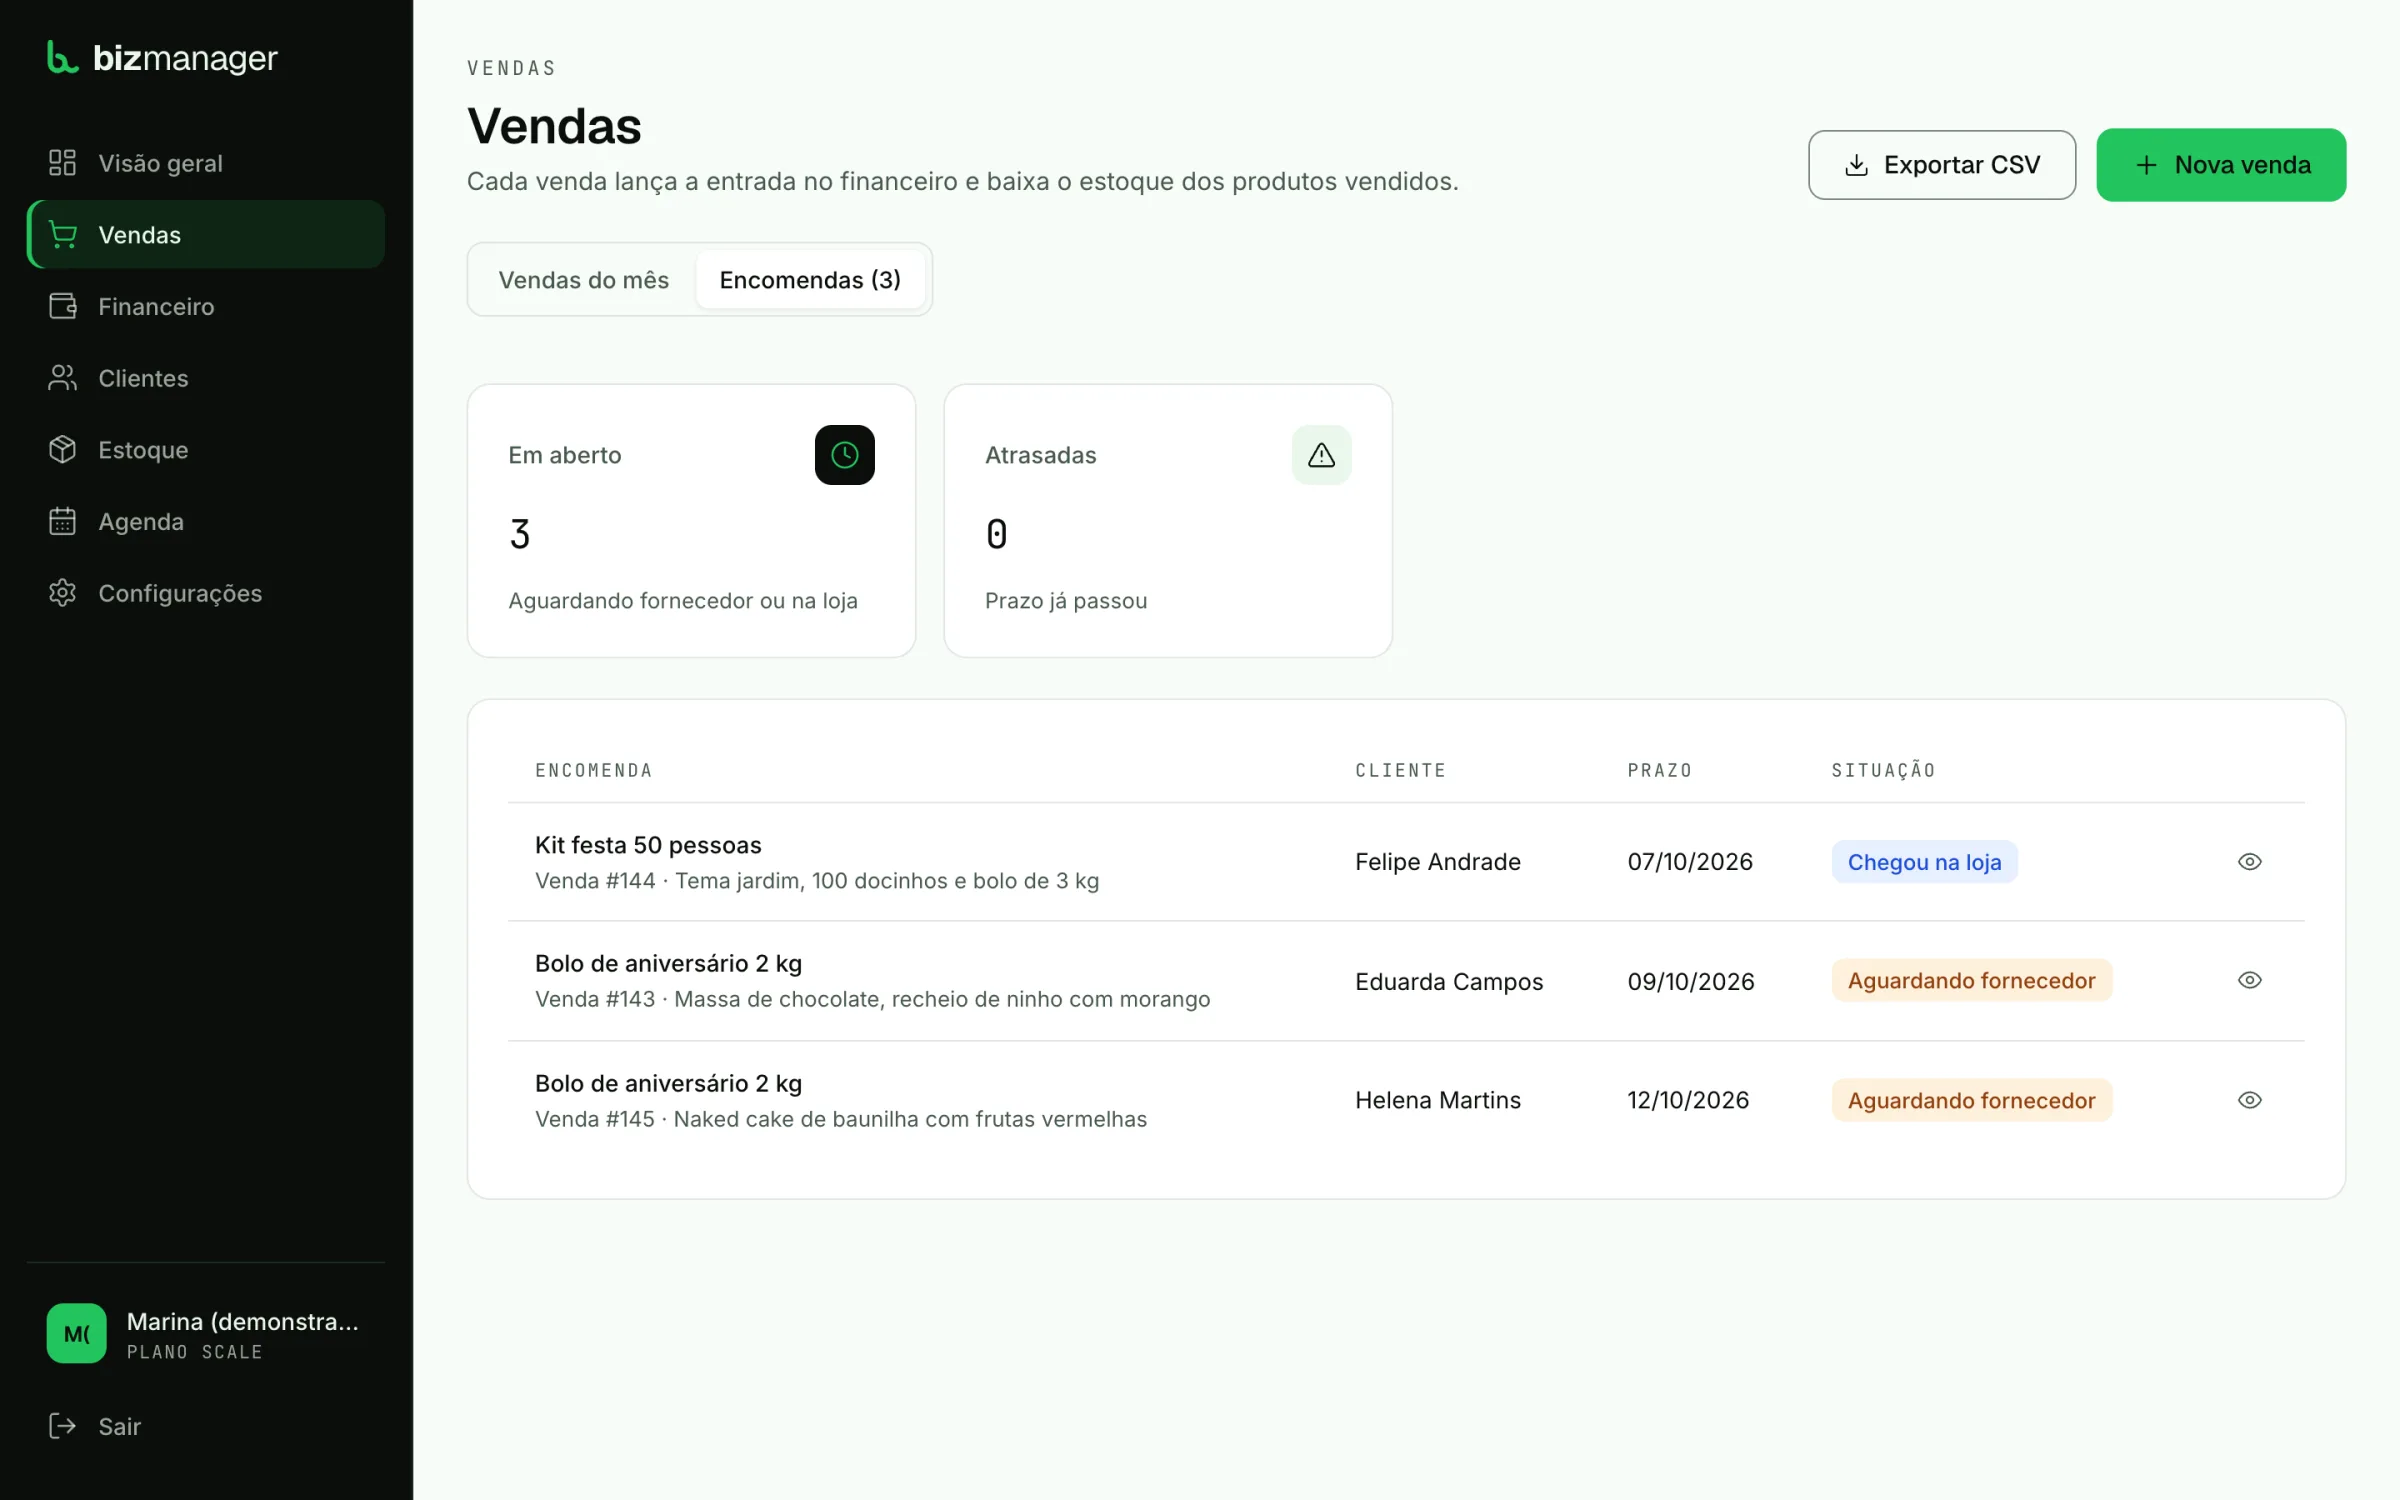 bizmanager
Visão geral
Vendas
Financeiro
Clientes
Estoque
Agenda
Configurações
M(
Marina (demonstra...
PLANO SCALE
Sair
VENDAS
Vendas
Cada venda lança a entrada no financeiro e baixa o estoque dos produtos vendidos.
Exportar CSV
Nova venda
Vendas do mês
Encomendas (3)
Em aberto
3
Aguardando fornecedor ou na loja
Atrasadas
0
Prazo já passou
ENCOMENDA CLIENTE PRAZO SITUAÇÃO
Kit festa 50 pessoas
Venda #144 · Tema jardim, 100 docinhos e bolo de 3 kg
Felipe Andrade 07/10/2026 Chegou na loja
Bolo de aniversário 2 kg
Venda #143 · Massa de chocolate, recheio de ninho com morango
Eduarda Campos 09/10/2026 Aguardando fornecedor
Bolo de aniversário 2 kg
Venda #145 · Naked cake de baunilha com frutas vermelhas
Helena Martins 12/10/2026 Aguardando fornecedor